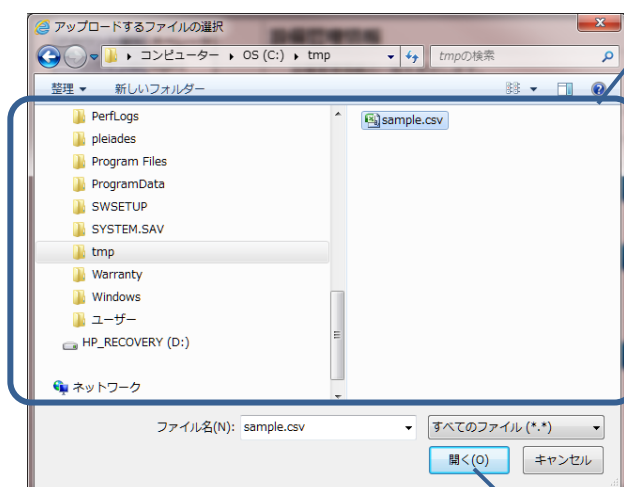 アップロードするファイルの選択
コンピューター ▸ OS (C:) ▸ tmp
tmpの検索
整理 ▼ 新しいフォルダー
PerfLogs
pleiades
Program Files
ProgramData
SWSETUP
SYSTEM.SAV
tmp
Warranty
Windows
ユーザー
HP_RECOVERY (D:)
ネットワーク
sample.csv
ファイル名(N): sample.csv
すべてのファイル (*.*)
開く(O) キャンセル